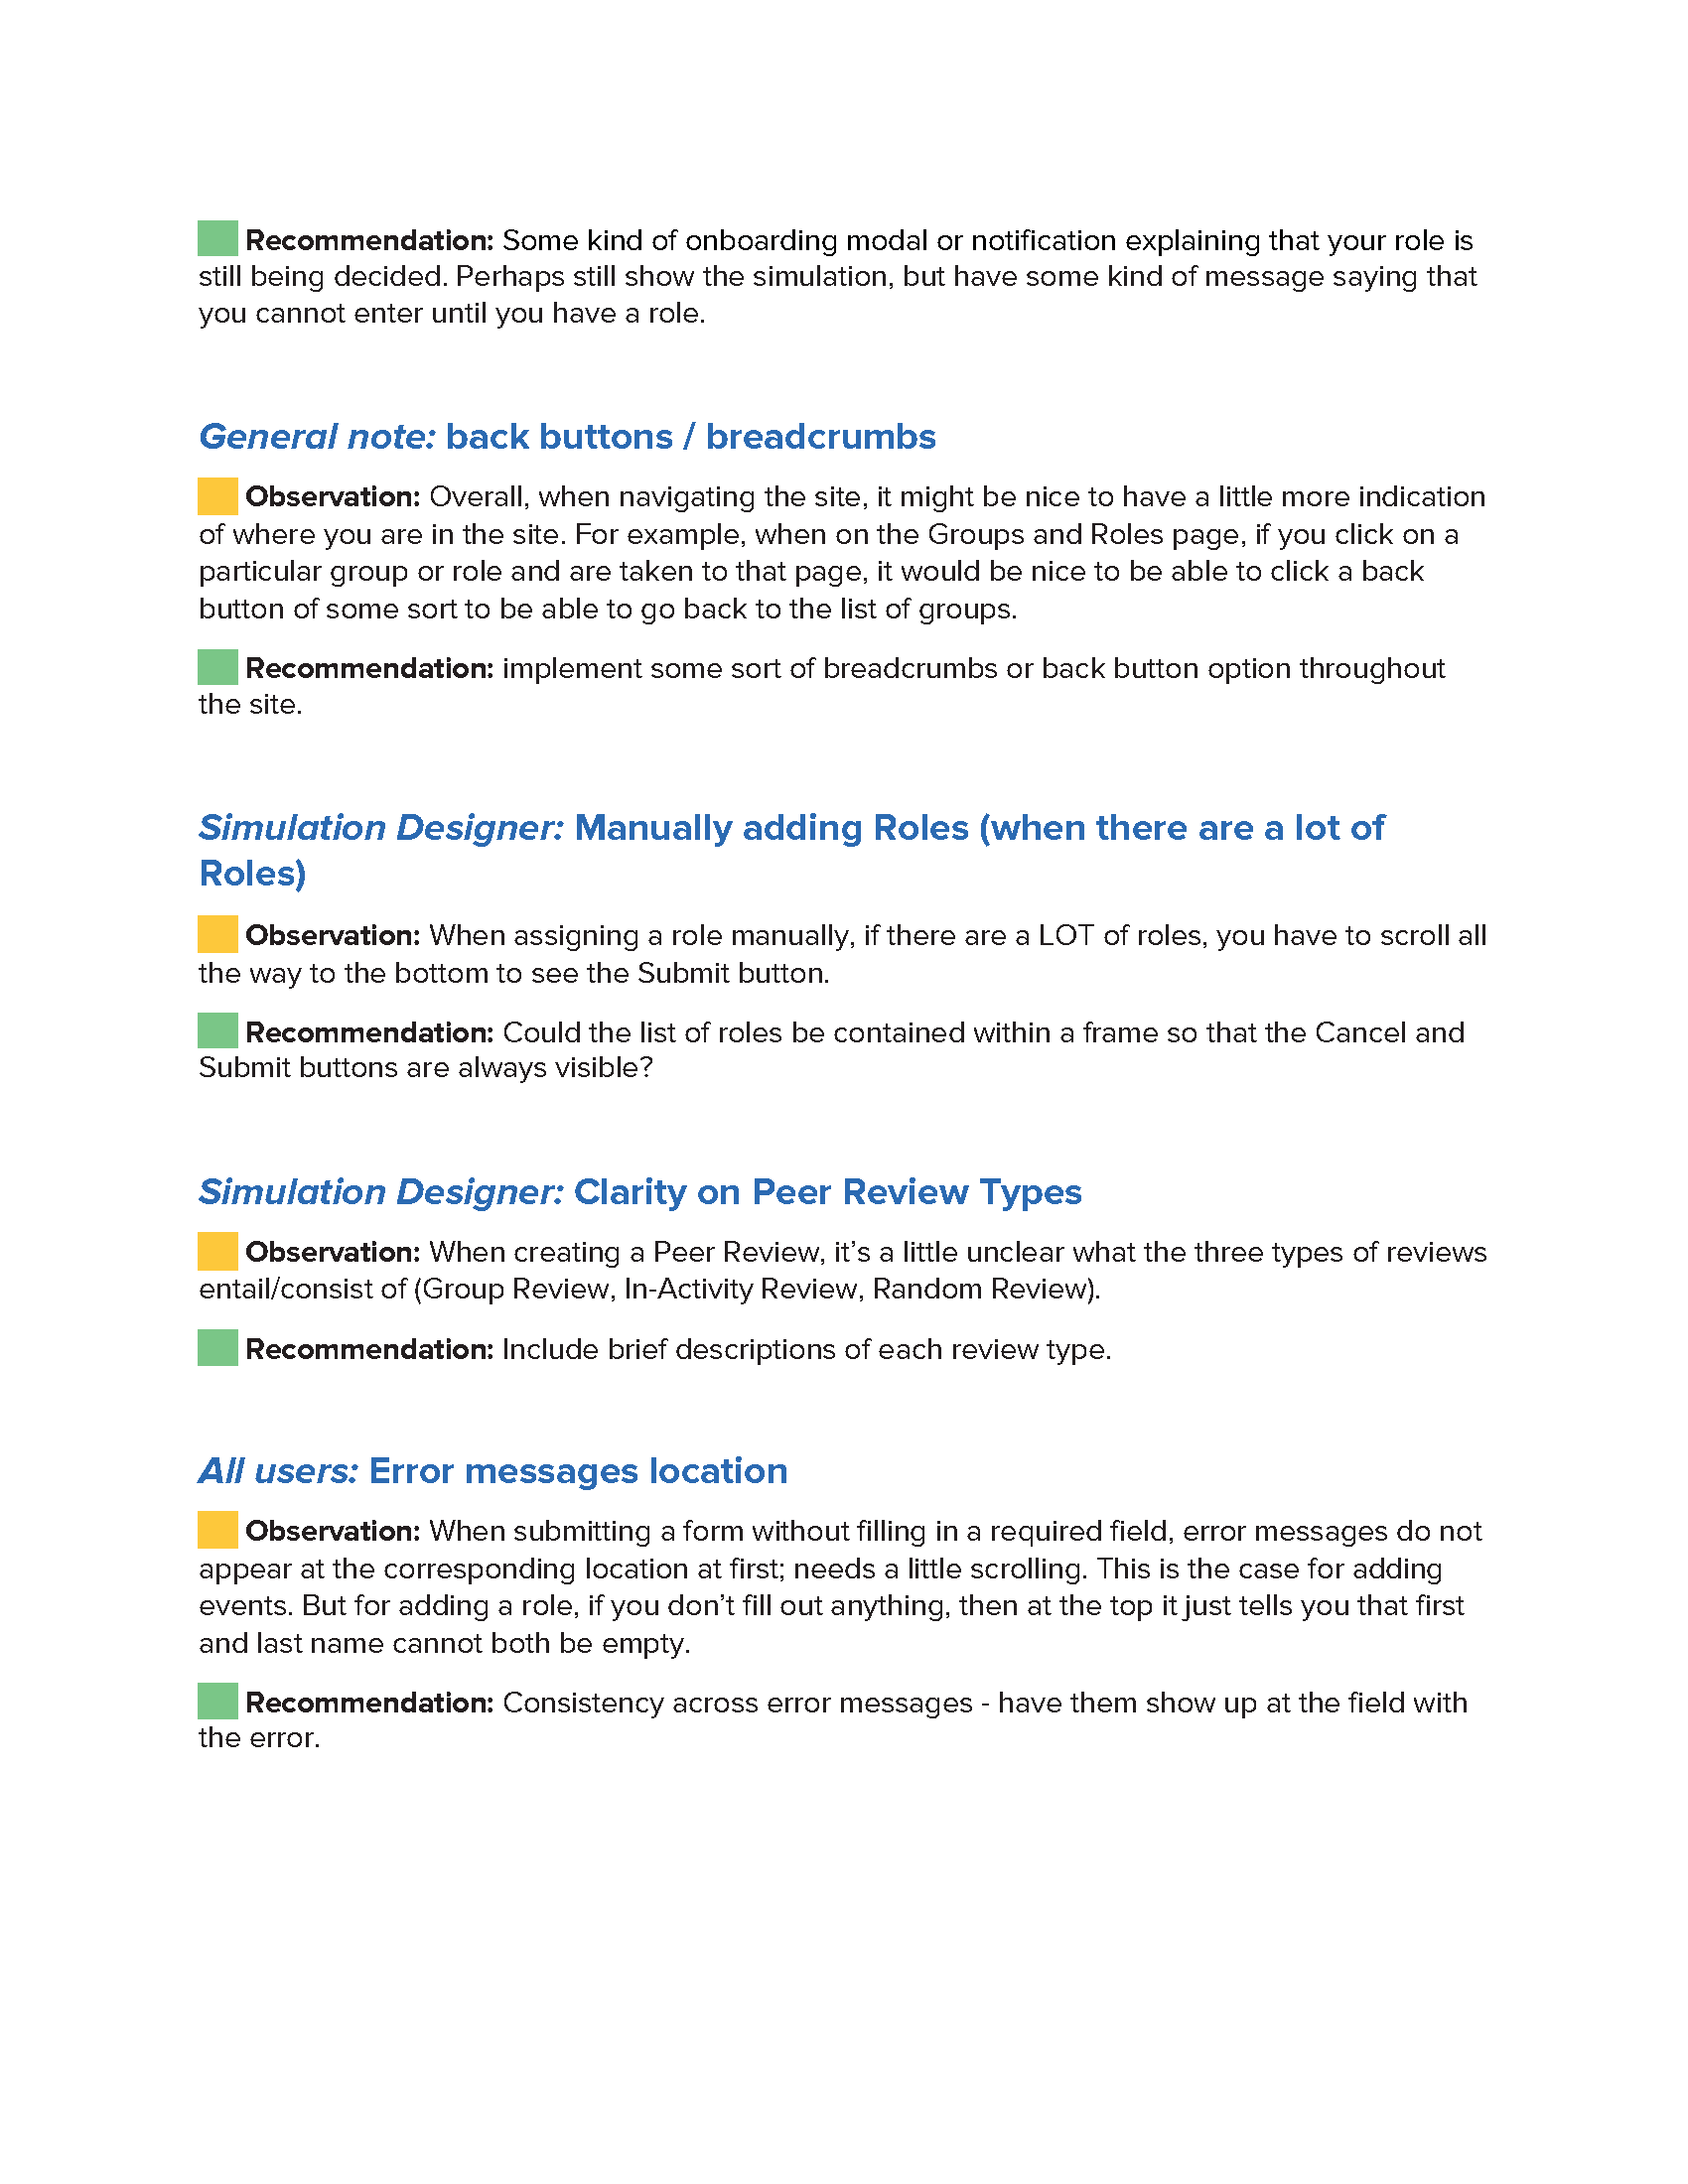 Recommendation: Some kind of onboarding modal or notification explaining that your role is
still being decided. Perhaps still show the simulation, but have some kind of message saying that
you cannot enter until you have a role.
General note: back buttons / breadcrumbs
Observation: Overall, when navigating the site, it might be nice to have a little more indication
of where you are in the site. For example, when on the Groups and Roles page, if you click on a
particular group or role and are taken to that page, it would be nice to be able to click a back
button of some sort to be able to go back to the list of groups.
Recommendation: implement some sort of breadcrumbs or back button option throughout
the site.
Simulation Designer: Manually adding Roles (when there are a lot of
Roles)
Observation: When assigning a role manually, if there are a LOT of roles, you have to scroll all
the way to the bottom to see the Submit button.
Recommendation: Could the list of roles be contained within a frame so that the Cancel and
Submit buttons are always visible?
Simulation Designer: Clarity on Peer Review Types
Observation: When creating a Peer Review, it’s a little unclear what the three types of reviews
entail/consist of (Group Review, In-Activity Review, Random Review).
Recommendation: Include brief descriptions of each review type.
All users: Error messages location
Observation: When submitting a form without filling in a required field, error messages do not
appear at the corresponding location at first; needs a little scrolling. This is the case for adding
events. But for adding a role, if you don’t fill out anything, then at the top it just tells you that first
and last name cannot both be empty.
Recommendation: Consistency across error messages - have them show up at the field with
the error.